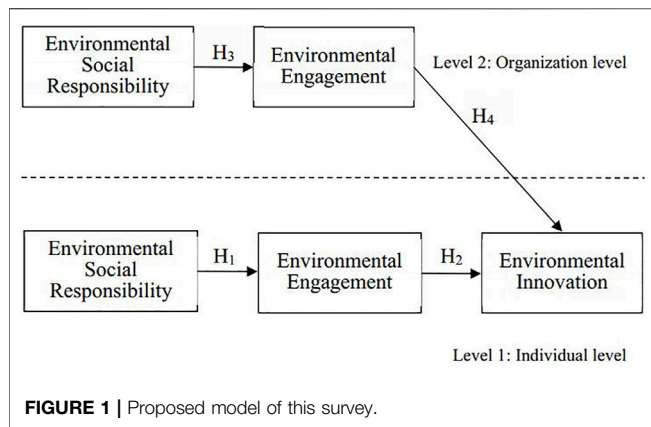 Environmental
Social
Responsibility
H3
Environmental
Engagement
Level 2: Organization level
H4
Environmental
Social
Responsibility
H1
Environmental
Engagement
H2
Environmental
Innovation
Level 1: Individual level
FIGURE 1 | Proposed model of this survey.